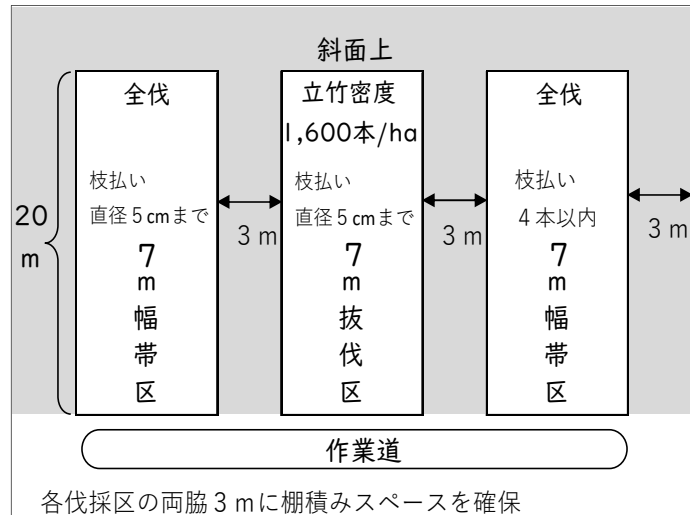 斜面上
全伐
枝払い
直径5cmまで
7
m
幅
帯
区
立竹密度
1,600本/ha
枝払い
直径5cmまで
7
m
抜
伐
区
全伐
枝払い
4本以内
7
m
幅
帯
区
20
m
3 m
3 m
3 m
作業道
各伐採区の両脇3mに棚積みスペースを確保